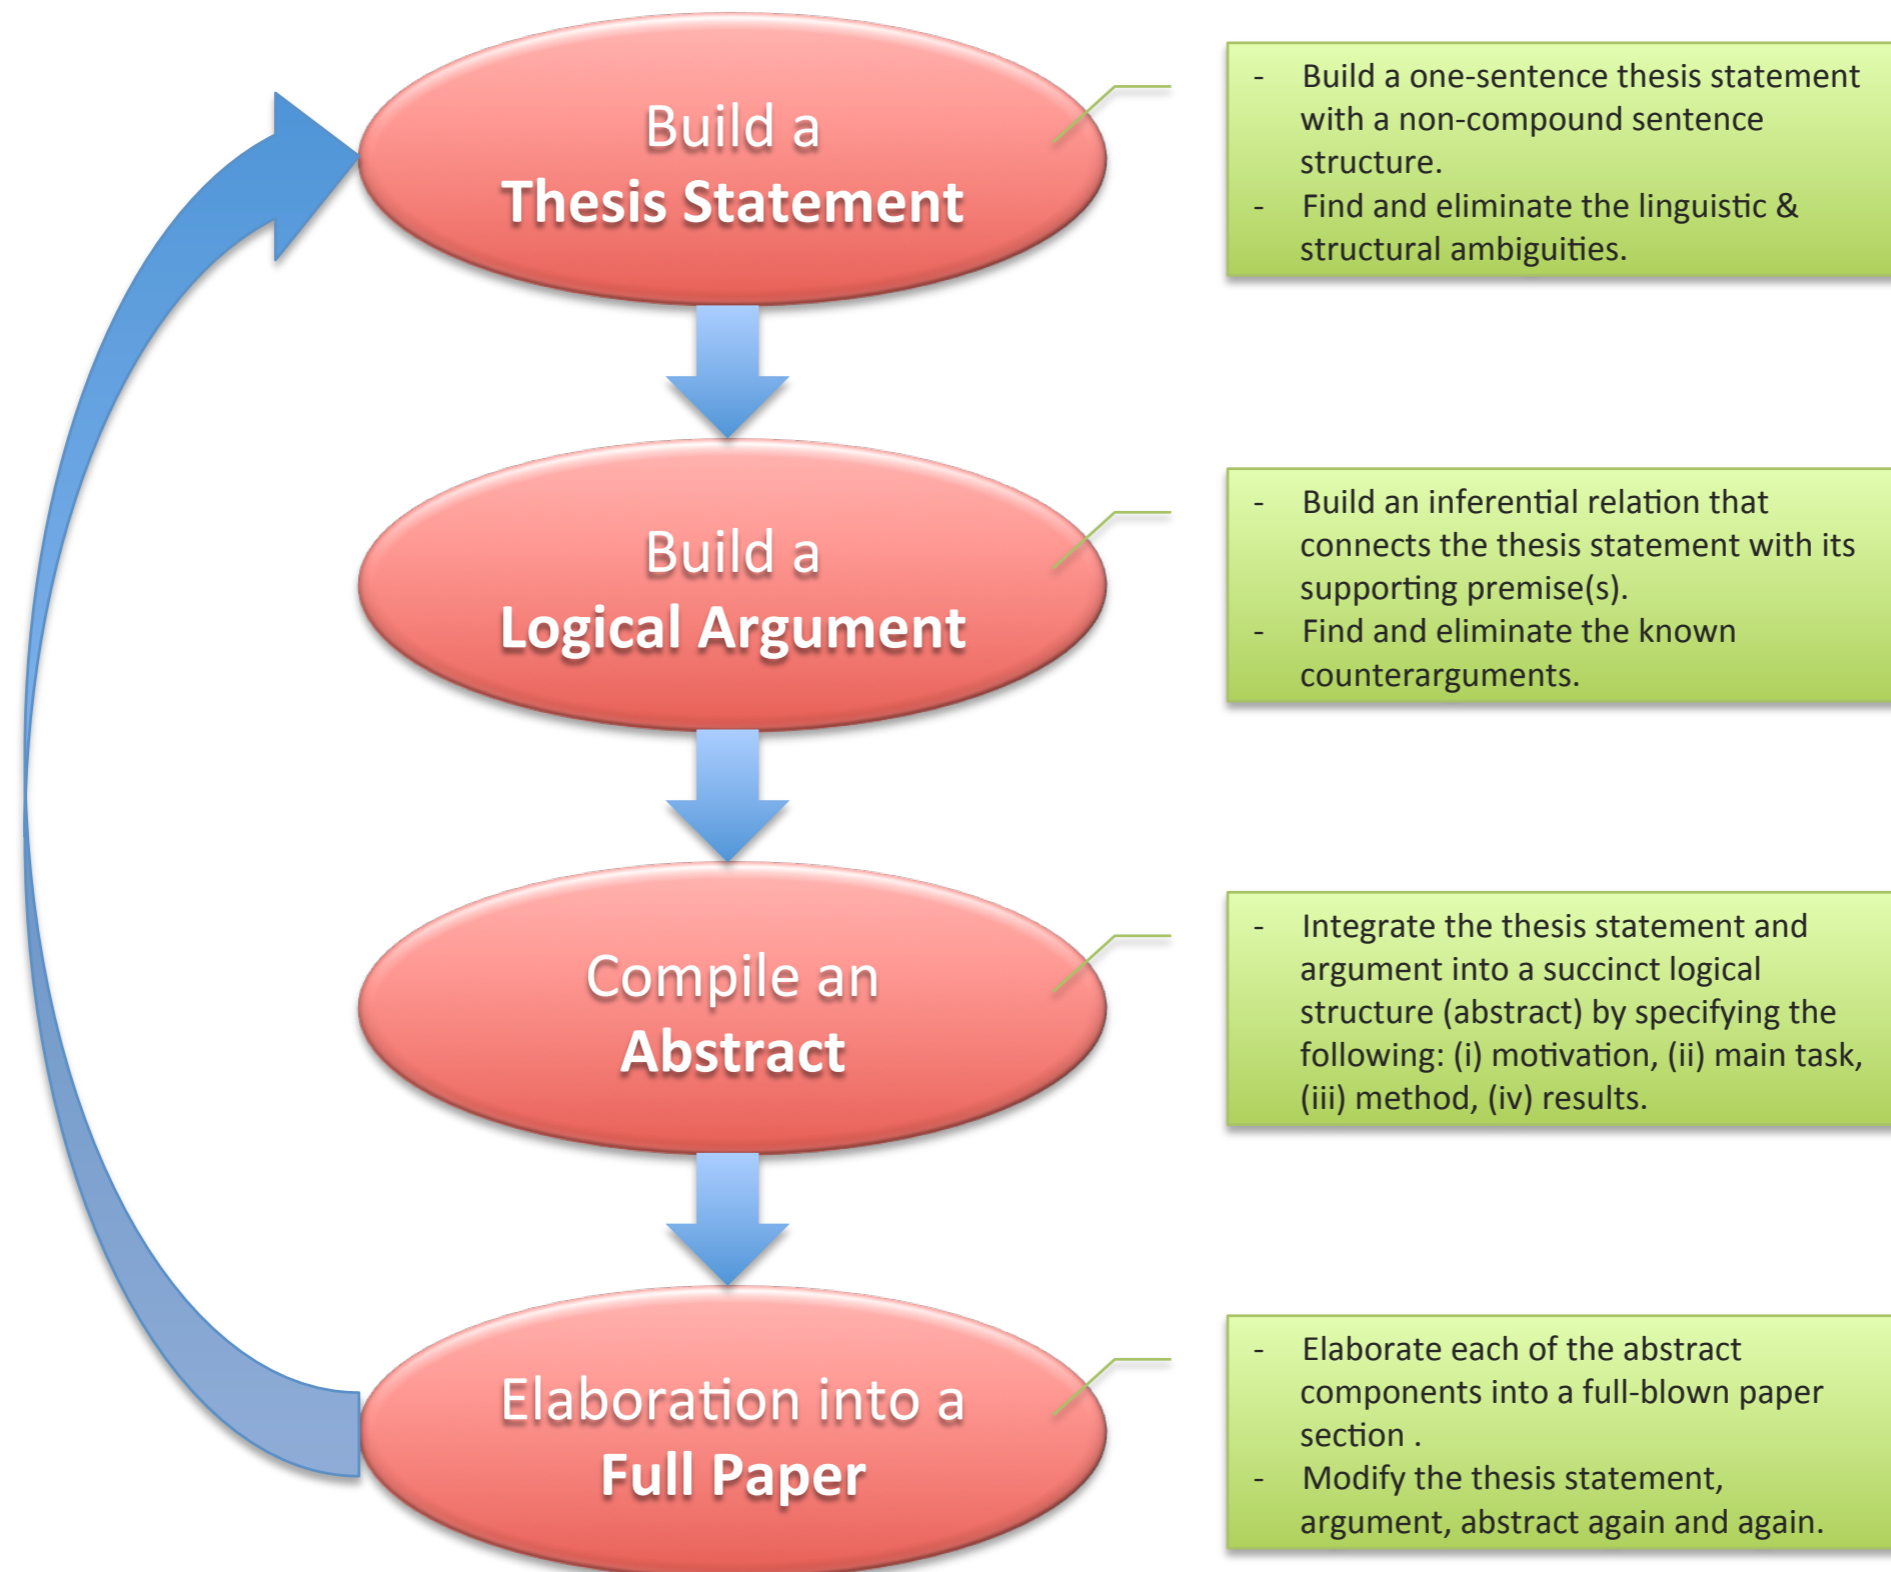 Build a
Thesis Statement
- Build a one-sentence thesis statement
with a non-compound sentence
structure.
- Find and eliminate the linguistic &
structural ambiguities.
Build a
Logical Argument
- Build an inferential relation that
connects the thesis statement with its
supporting premise(s).
- Find and eliminate the known
counterarguments.
Compile an
Abstract
- Integrate the thesis statement and
argument into a succinct logical
structure (abstract) by specifying the
following: (i) motivation, (ii) main task,
(iii) method, (iv) results.
Elaboration into a
Full Paper
- Elaborate each of the abstract
components into a full-blown paper
section .
- Modify the thesis statement,
argument, abstract again and again.